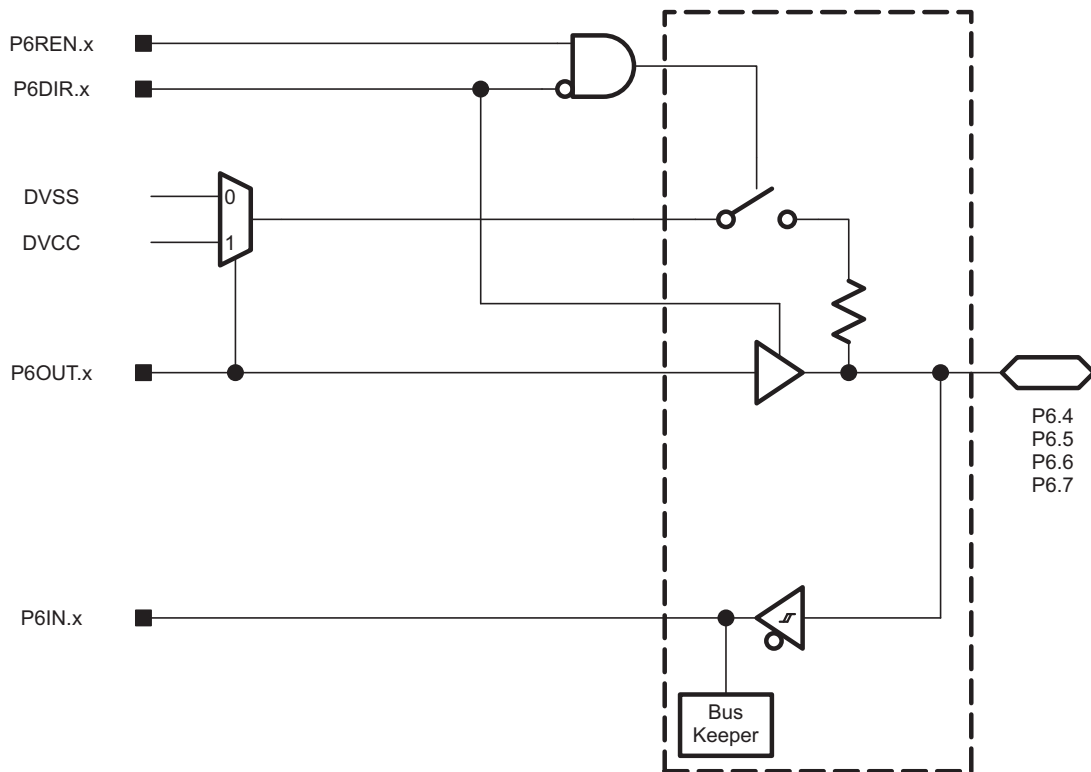 P6REN.x
P6DIR.x
DVSS
0
DVCC
1
P6OUT.x
P6.4
P6.5
P6.6
P6.7
P6IN.x
Bus
Keeper